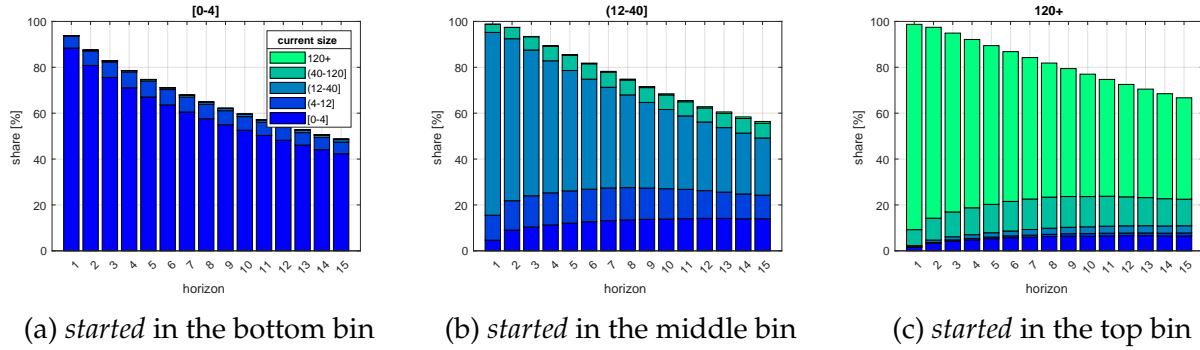 [0-4]
100
80
60
40
20
0
share [%]
1 2 3 4 5 6 7 8 9 10 11 12 13 14 15
horizon
current size
120+
(40-120]
(12-40]
(4-12]
[0-4]
(a) started in the bottom bin
(12-40]
100
80
60
40
20
0
share [%]
1 2 3 4 5 6 7 8 9 10 11 12 13 14 15
horizon
(b) started in the middle bin
120+
100
80
60
40
20
0
share [%]
1 2 3 4 5 6 7 8 9 10 11 12 13 14 15
horizon
(c) started in the top bin